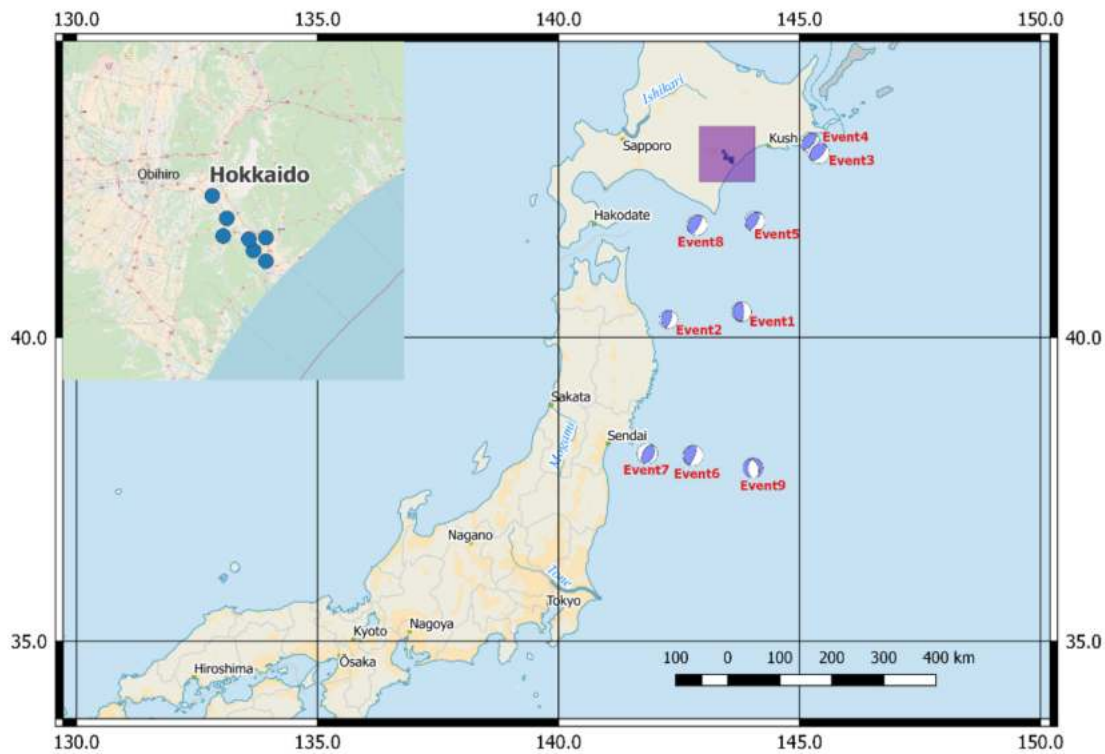 130.0 135.0 140.0 145.0 150.0
Ishikari
Sapporo
Kush
Event4
Event3
Obihiro
Hokkaido
Hakodate
Event8
Event5
40.0
Event2
Event1
40.0
Sakata
Mogami
Sendai
Event7
Event6
Event9
Nagano
Tone
Tokyo
Nagoya
Kyoto
35.0
35.0
Ōsaka
Hiroshima
100 0 100 200 300 400 km
130.0 135.0 140.0 145.0 150.0